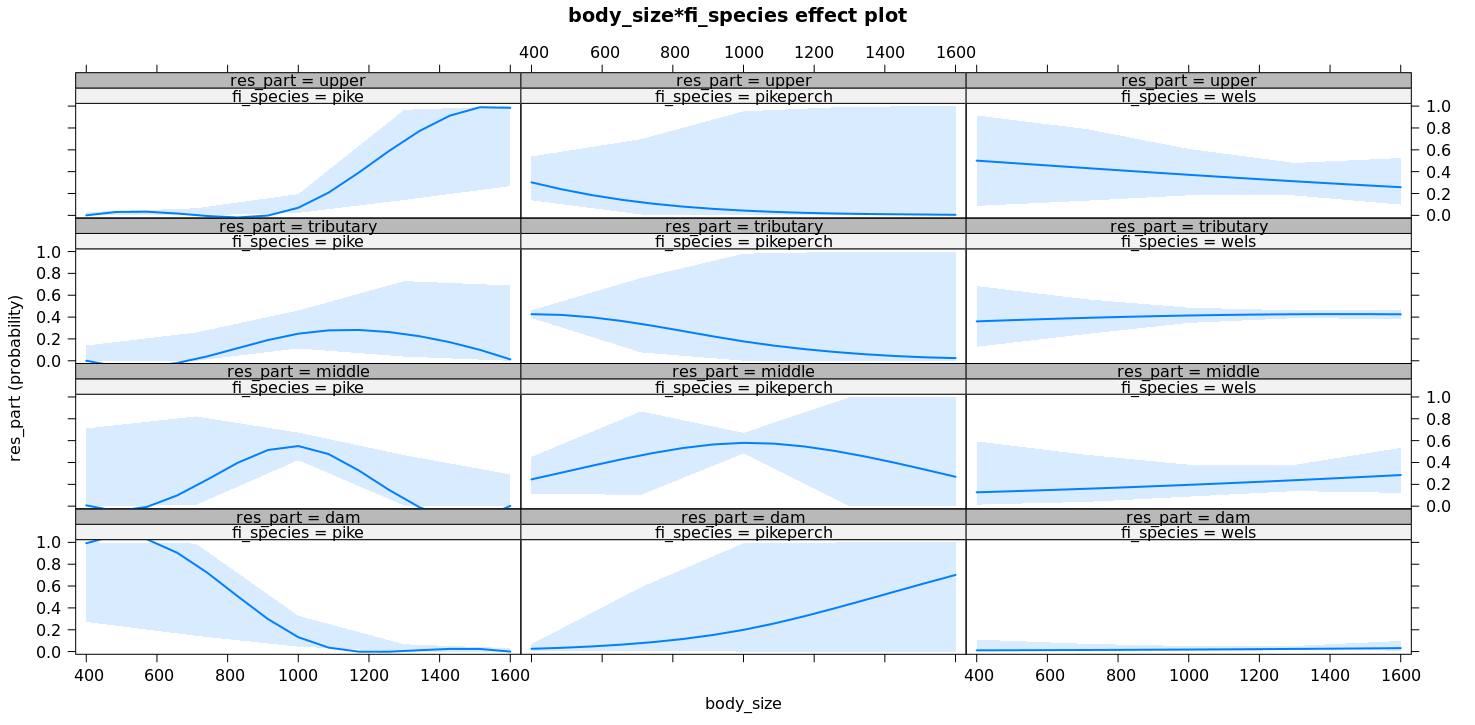 body_size*fi_species effect plot
400 600 800 1000 1200 1400 1600
res_part = upper res_part = upper res_part = upper
fi_species = pike fi_species = pikeperch fi_species = wels
1.0
0.8
0.6
0.4
0.2
0.0
res_part = tributary res_part = tributary res_part = tributary
fi_species = pike fi_species = pikeperch fi_species = wels
1.0
0.8
0.6
0.4
0.2
0.0
res_part = middle res_part = middle res_part = middle
fi_species = pike fi_species = pikeperch fi_species = wels
1.0
0.8
0.6
0.4
0.2
0.0
res_part = dam res_part = dam res_part = dam
fi_species = pike fi_species = pikeperch fi_species = wels
1.0
0.8
0.6
0.4
0.2
0.0
400 600 800 1000 1200 1400 1600 400 600 800 1000 1200 1400 1600
body_size
res_part (probability)